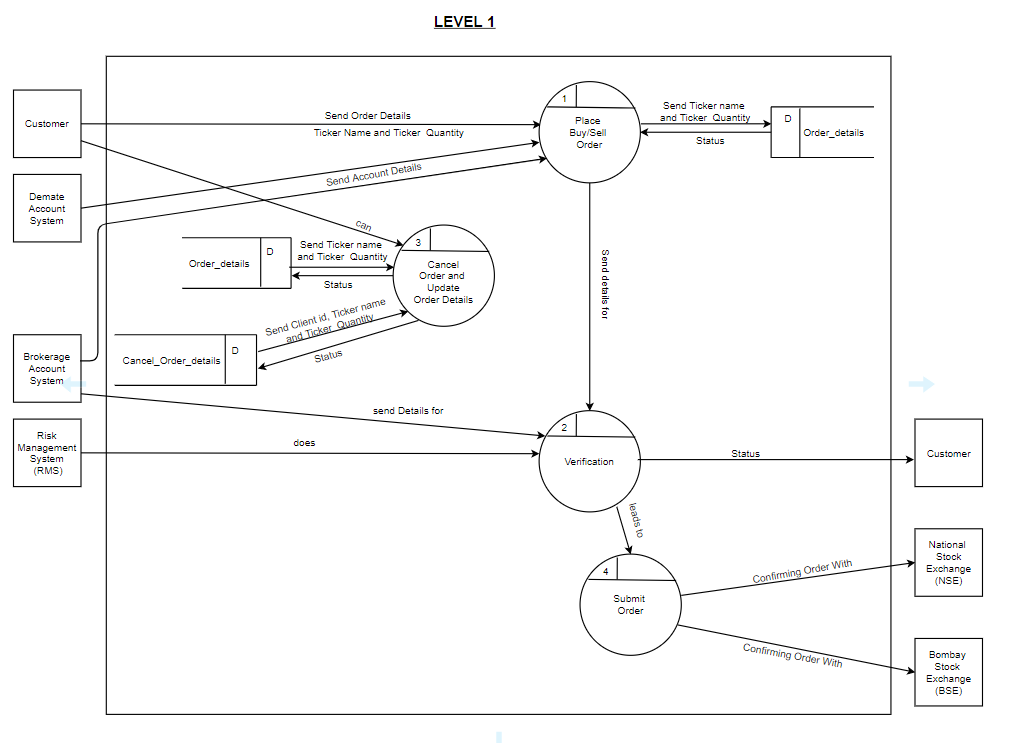 LEVEL 1
Customer
Send Order Details
Ticker Name and Ticker Quantity
1
Place
Buy/Sell
Order
Send Ticker name
and Ticker Quantity
Status
D
Order_details
Demate
Account
System
Send Account Details
can
Order_details
D
Send Ticker name
and Ticker Quantity
Status
3
Cancel
Order and
Update
Order Details
Send details for
Send Client id, Ticker name
and Ticker Quantity
Status
Cancel_Order_details
D
Brokerage
Account
System
send Details for
Risk
Management
System
(RMS)
does
2
Verification
Status
Customer
leads to
4
Submit
Order
Confirming Order With
National
Stock
Exchange
(NSE)
Confirming Order With
Bombay
Stock
Exchange
(BSE)